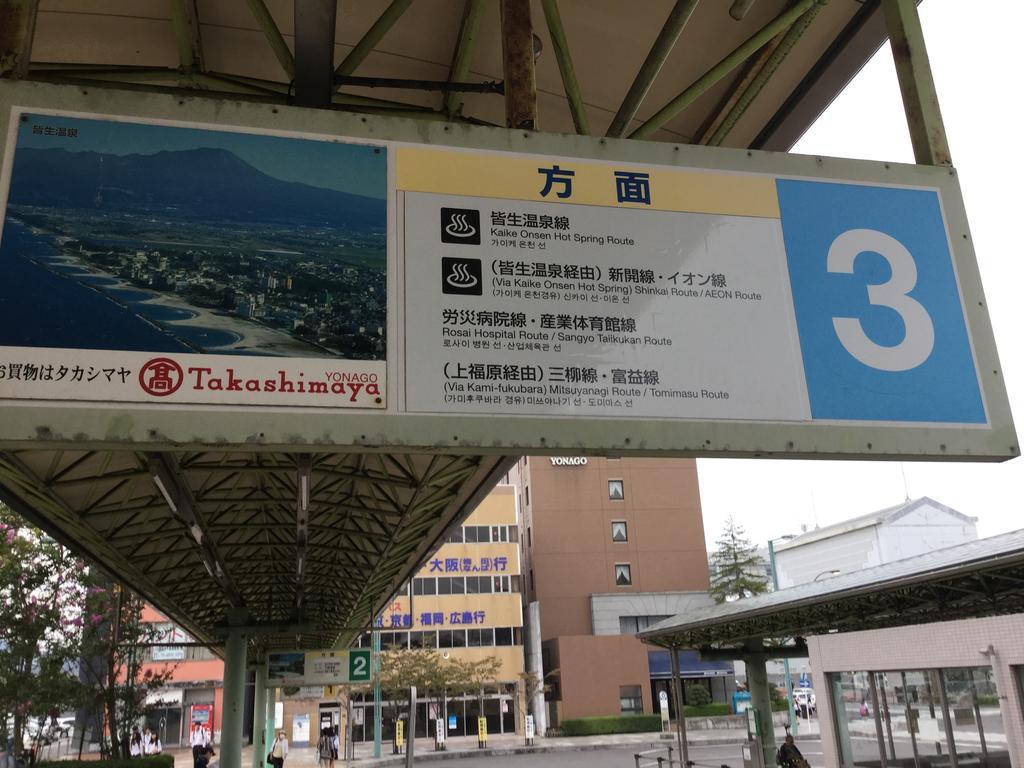 皆生温泉
お買物はタカシマヤ
髙 Takashimaya
YONAGO
方面
皆生温泉線
Kaike Onsen Hot Spring Route
가이케 온천 선
(皆生温泉経由) 新開線・イオン線
(Via Kaike Onsen Hot Spring) Shinkai Route / AEON Route
(가이케 온천경유) 신카이 선·이온 선
労災病院線・産業体育館線
Rosai Hospital Route / Sangyo Taiikukan Route
로사이 병원 선·산업체육관 선
(上福原経由) 三柳線・富益線
(Via Kami-fukubara) Mitsuyanagi Route / Tomimasu Route
(가미후쿠바라 경유) 미쓰야나기 선·도미마스 선
3
YONAGO
大阪(梅田なんば)行
京都・福岡・広島行
方面
2